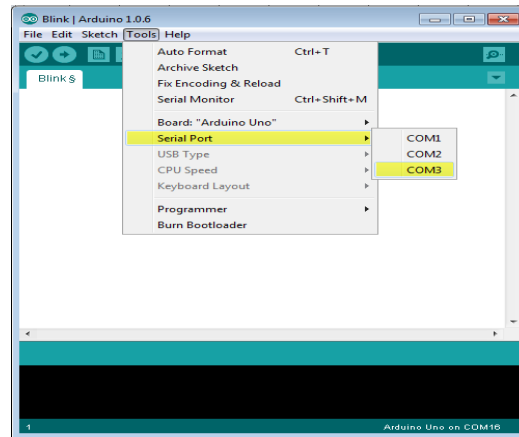 Blink | Arduino 1.0.6
File Edit Sketch Tools Help
Blink §
Auto Format Ctrl+T
Archive Sketch
Fix Encoding & Reload
Serial Monitor Ctrl+Shift+M
Board: "Arduino Uno"
Serial Port
USB Type
CPU Speed
Keyboard Layout
Programmer
Burn Bootloader
COM1
COM2
COM3
1 Arduino Uno on COM16